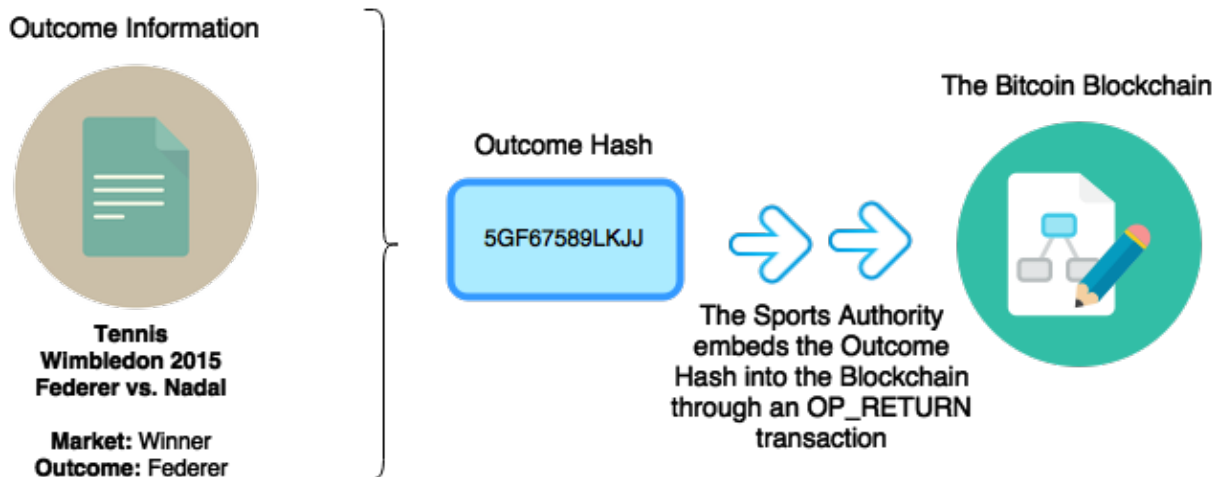 Outcome Information
Tennis
Wimbledon 2015
Federer vs. Nadal
Market: Winner
Outcome: Federer
Outcome Hash
5GF67589LKJJ
The Sports Authority
embeds the Outcome
Hash into the Blockchain
through an OP_RETURN
transaction
The Bitcoin Blockchain